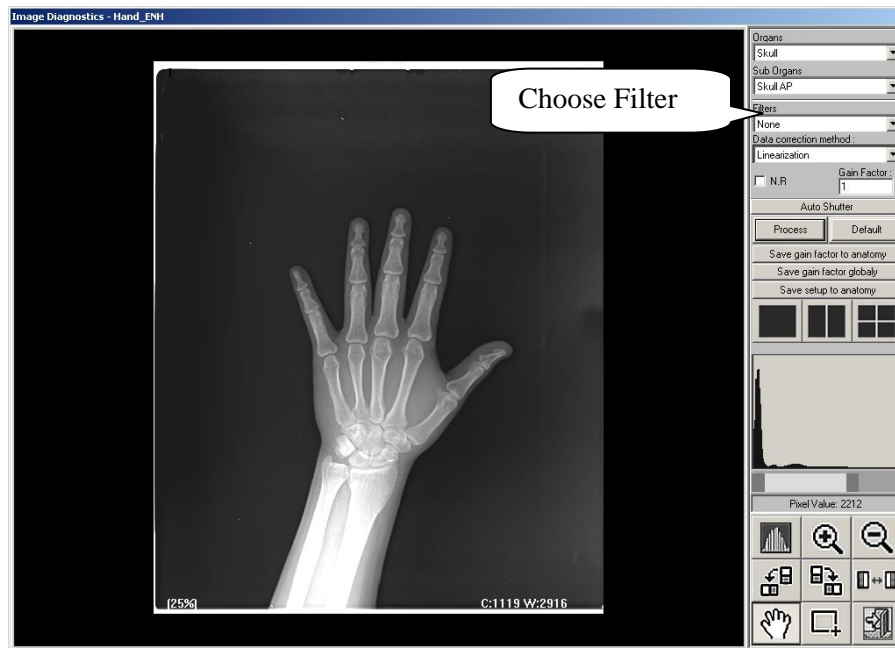 Image Diagnostics - Hand_ENH
Organs
Skull
Sub Organs
Skull AP
Choose Filter
Filters
None
Data correction method :
Linearization
N.R
Gain Factor :
1
Auto Shutter
Process
Default
Save gain factor to anatomy
Save gain factor globaly
Save setup to anatomy
Pixel Value: 2212
(25%)
C:1119 W:2916